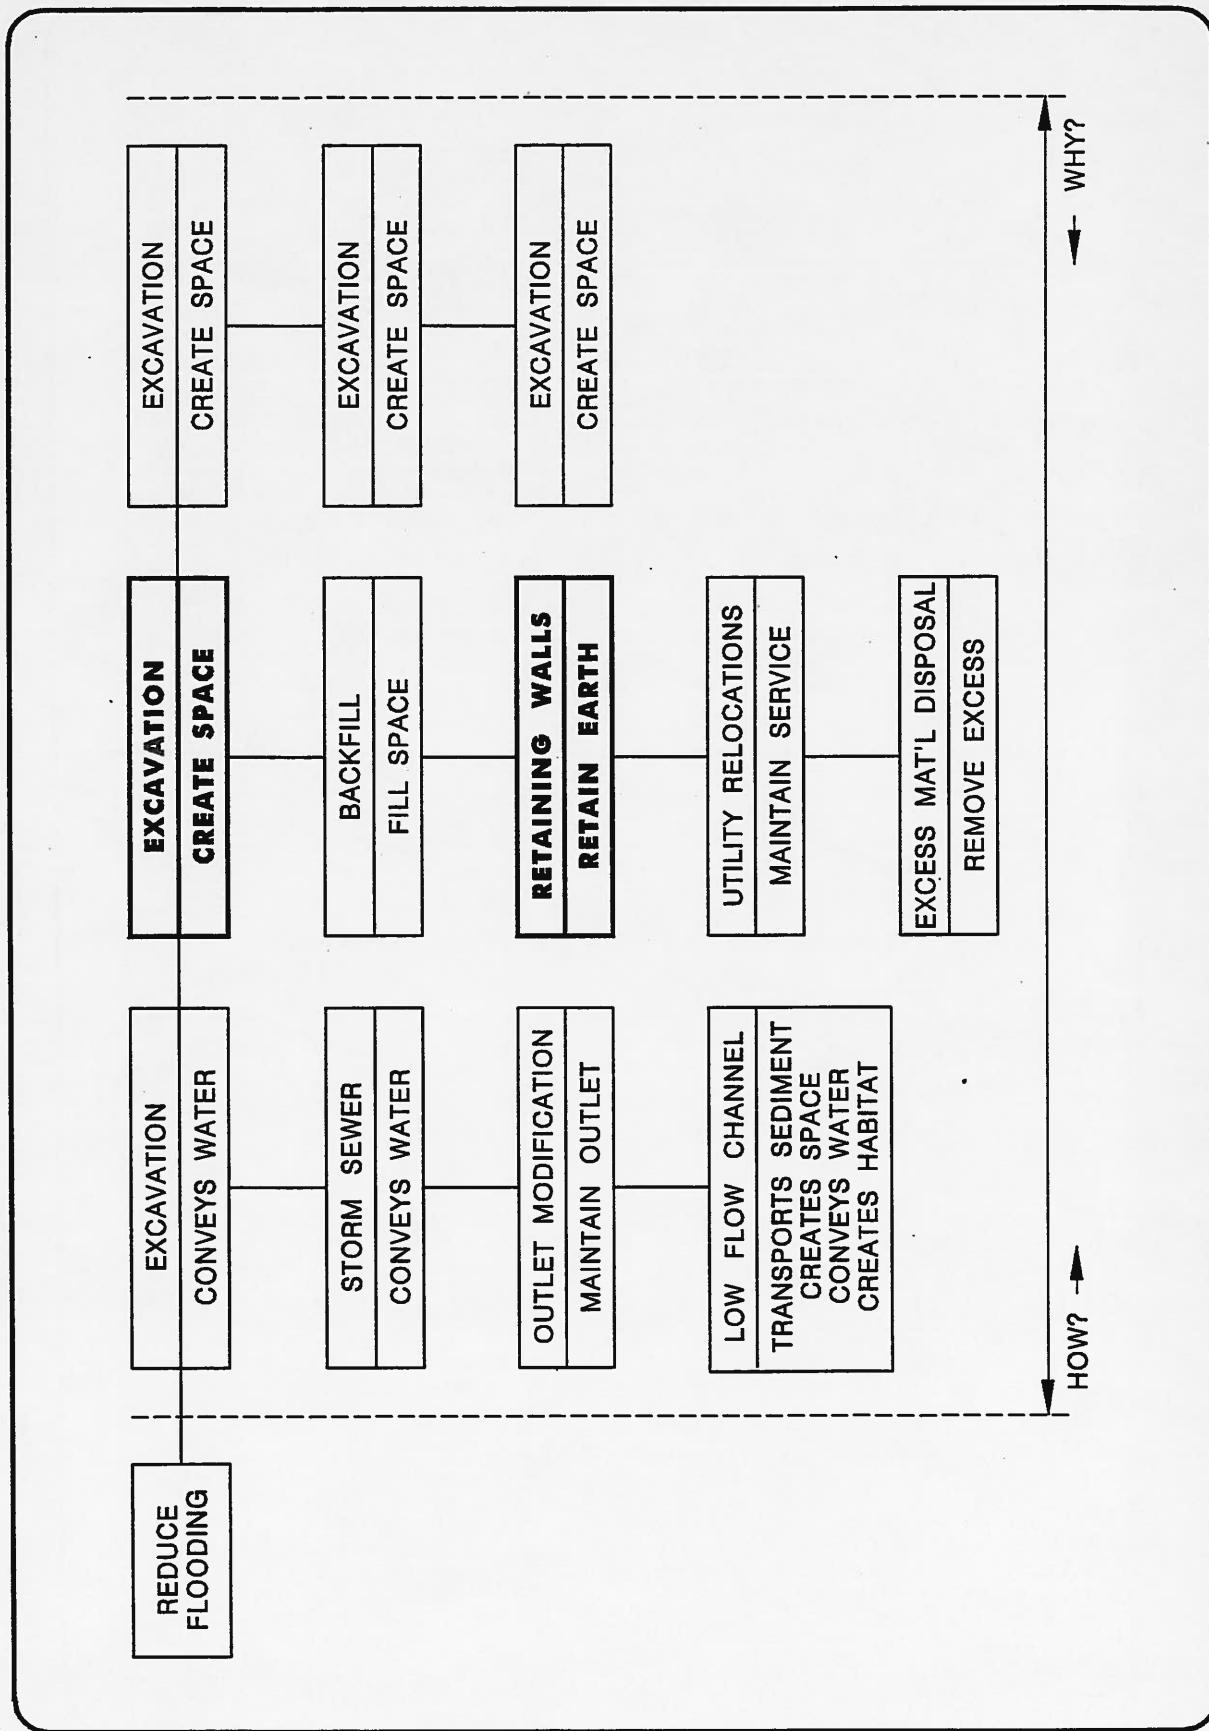 REDUCE
FLOODING
EXCAVATION
CONVEYS WATER
STORM SEWER
CONVEYS WATER
OUTLET MODIFICATION
MAINTAIN OUTLET
LOW FLOW CHANNEL
TRANSPORTS SEDIMENT
CREATES SPACE
CONVEYS WATER
CREATES HABITAT
EXCAVATION
CREATE SPACE
BACKFILL
FILL SPACE
RETAINING WALLS
RETAIN EARTH
UTILITY RELOCATIONS
MAINTAIN SERVICE
EXCESS MAT'L DISPOSAL
REMOVE EXCESS
EXCAVATION
CREATE SPACE
EXCAVATION
CREATE SPACE
EXCAVATION
CREATE SPACE
HOW?
WHY?